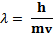 λ = h/mv